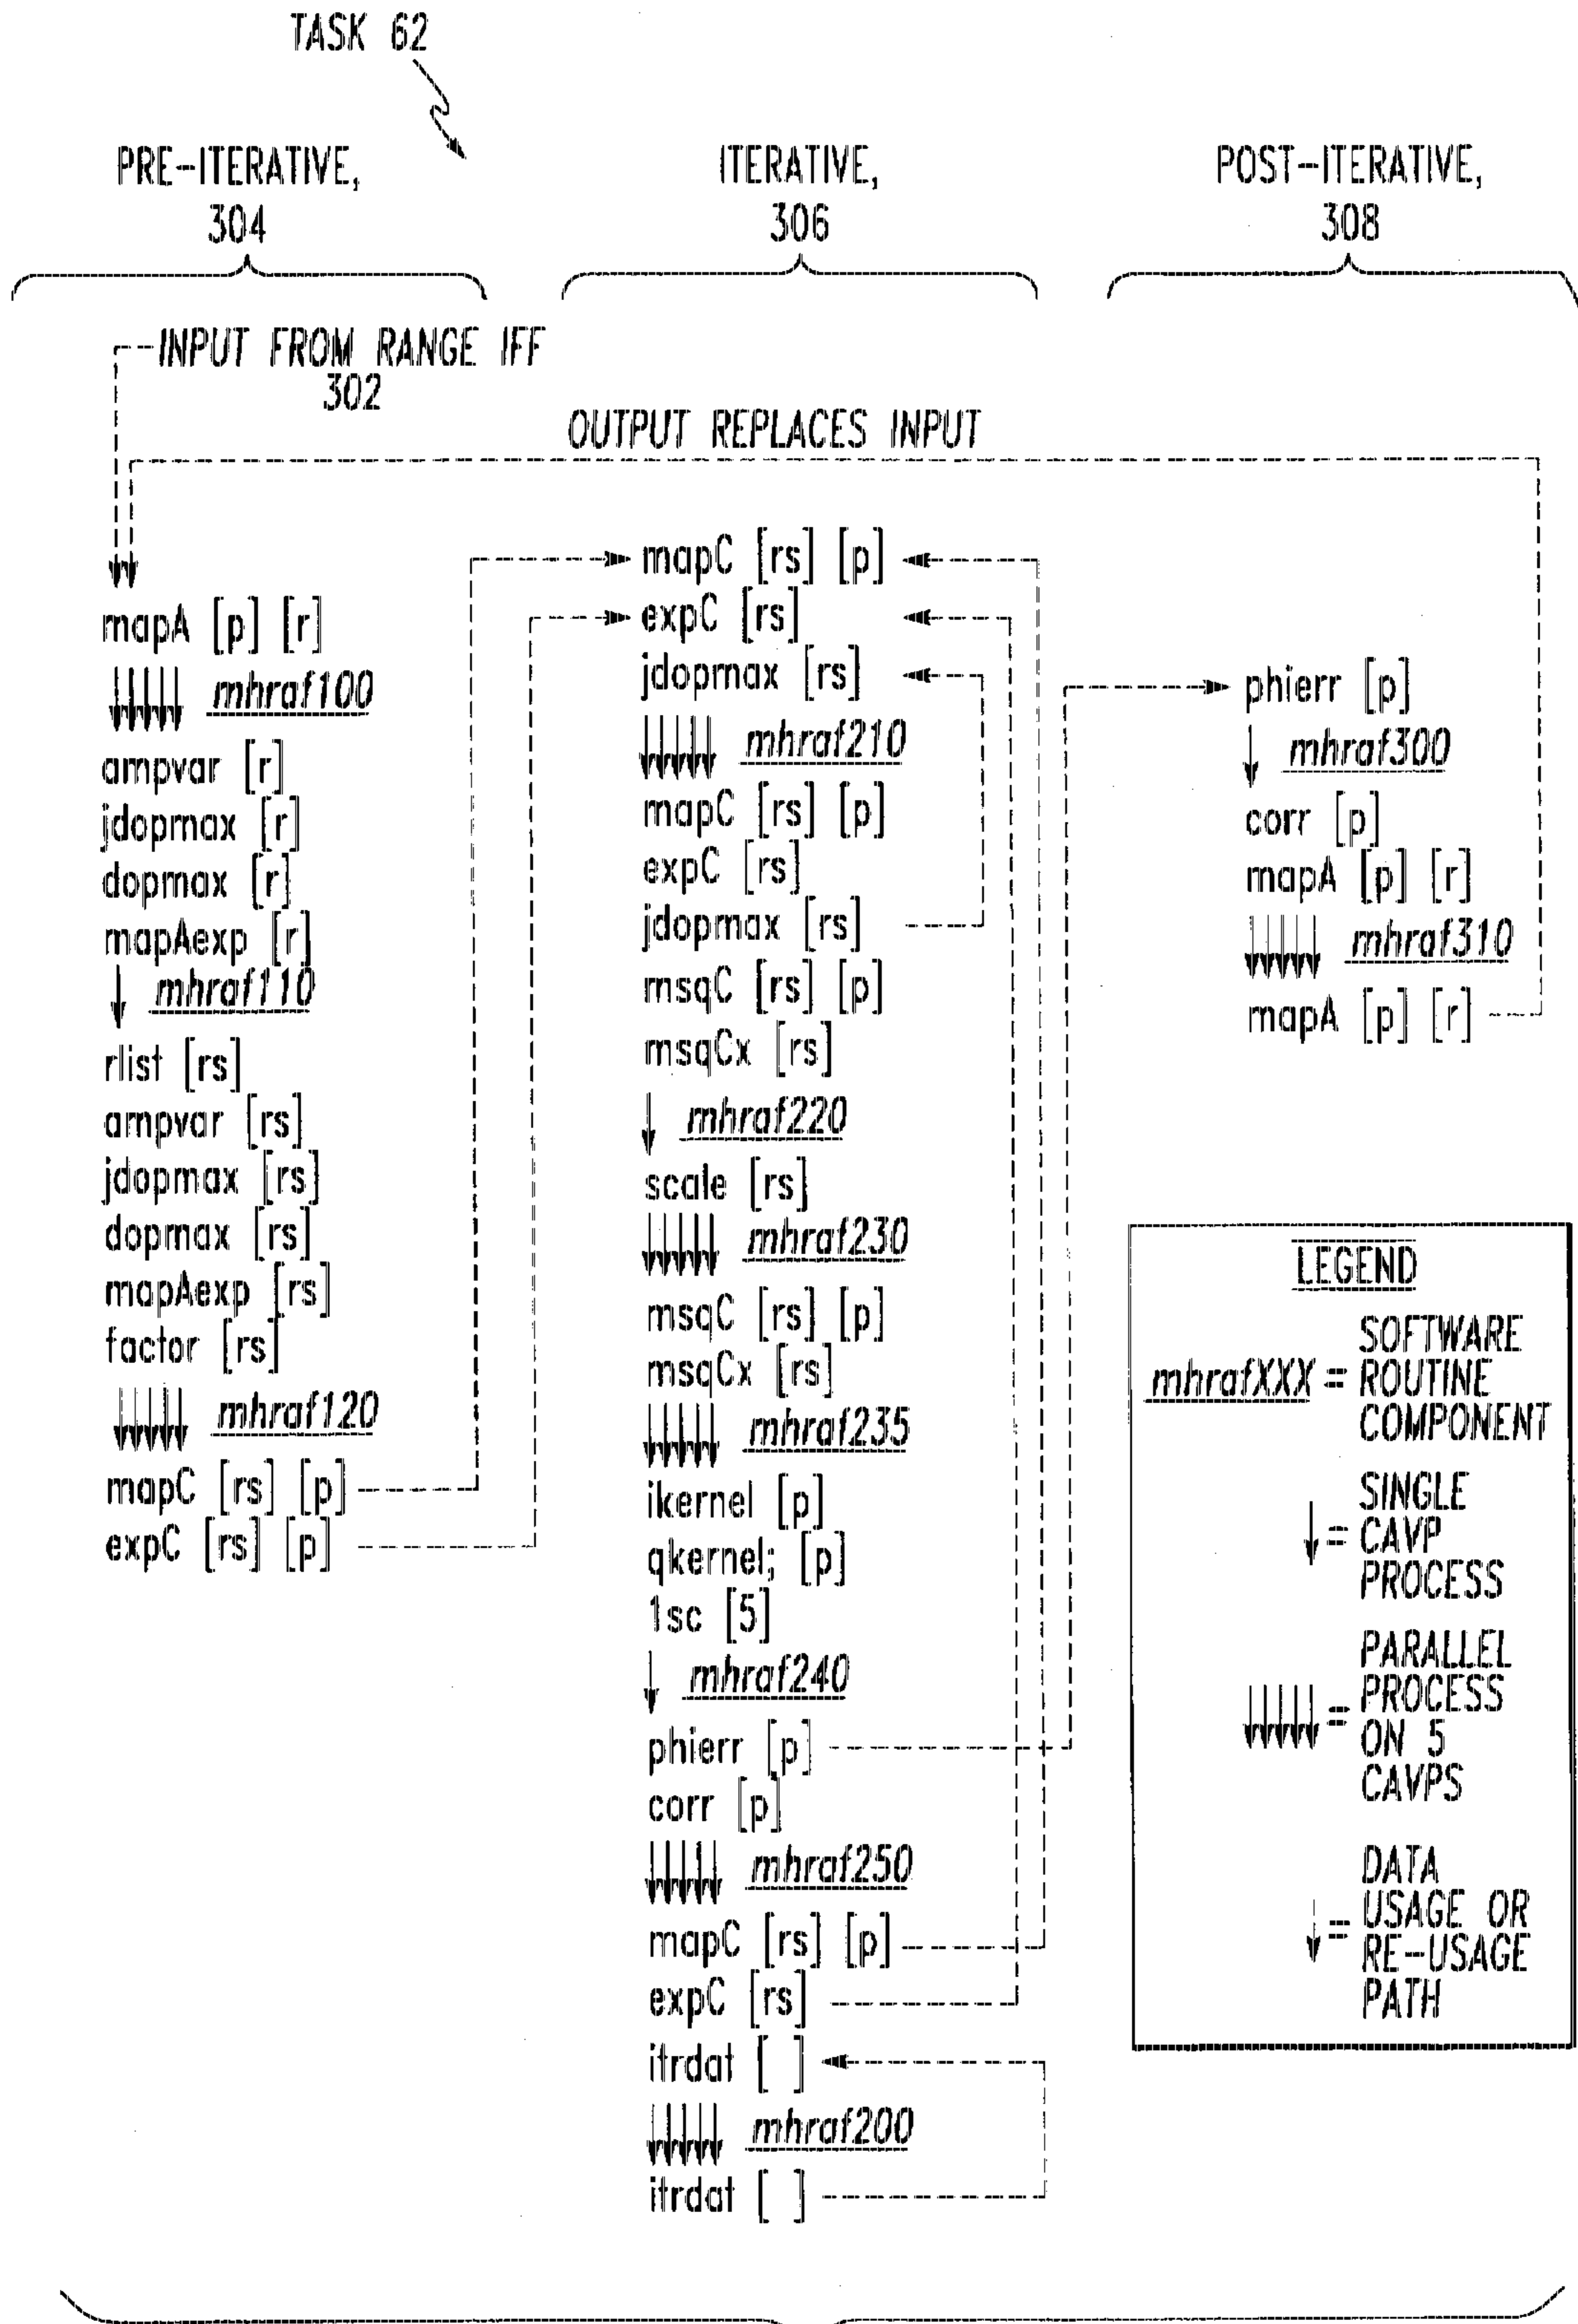 TASK 62
PRE-ITERATIVE,
304
INPUT FROM RANGE IFF
302
OUTPUT REPLACES INPUT
mapA [p] [r]
mhraf100
ampvar [r]
jdopmax [r]
dopmax [r]
mapAexp [r]
mhraf110
rlist [rs]
ampvar [rs]
jdopmax [rs]
dopmax [rs]
mapAexp [rs]
factor [rs]
mhraf120
mapC [rs] [p]
expC [rs] [p]
ITERATIVE,
306
mapC [rs] [p]
expC [rs]
jdopmax [rs]
mhraf210
mapC [rs] [p]
expC [rs]
jdopmax [rs]
msqC [rs] [p]
msqCx [rs]
mhraf220
scale [rs]
mhraf230
msqC [rs] [p]
msqCx [rs]
mhraf235
ikernel [p]
qkernel; [p]
1sc [5]
mhraf240
phierr [p]
corr [p]
mhraf250
mapC [rs] [p]
expC [rs]
itrdat [ ]
mhraf200
itrdat [ ]
POST-ITERATIVE,
308
phierr [p]
mhraf300
corr [p]
mapA [p] [r]
mhraf310
mapA [p] [r]
LEGEND
SOFTWARE
mhrafXXX = ROUTINE
COMPONENT
SINGLE
= CAVP
PROCESS
PARALLEL
= PROCESS
ON 5
CAVPS
DATA
= USAGE OR
RE-USAGE
PATH